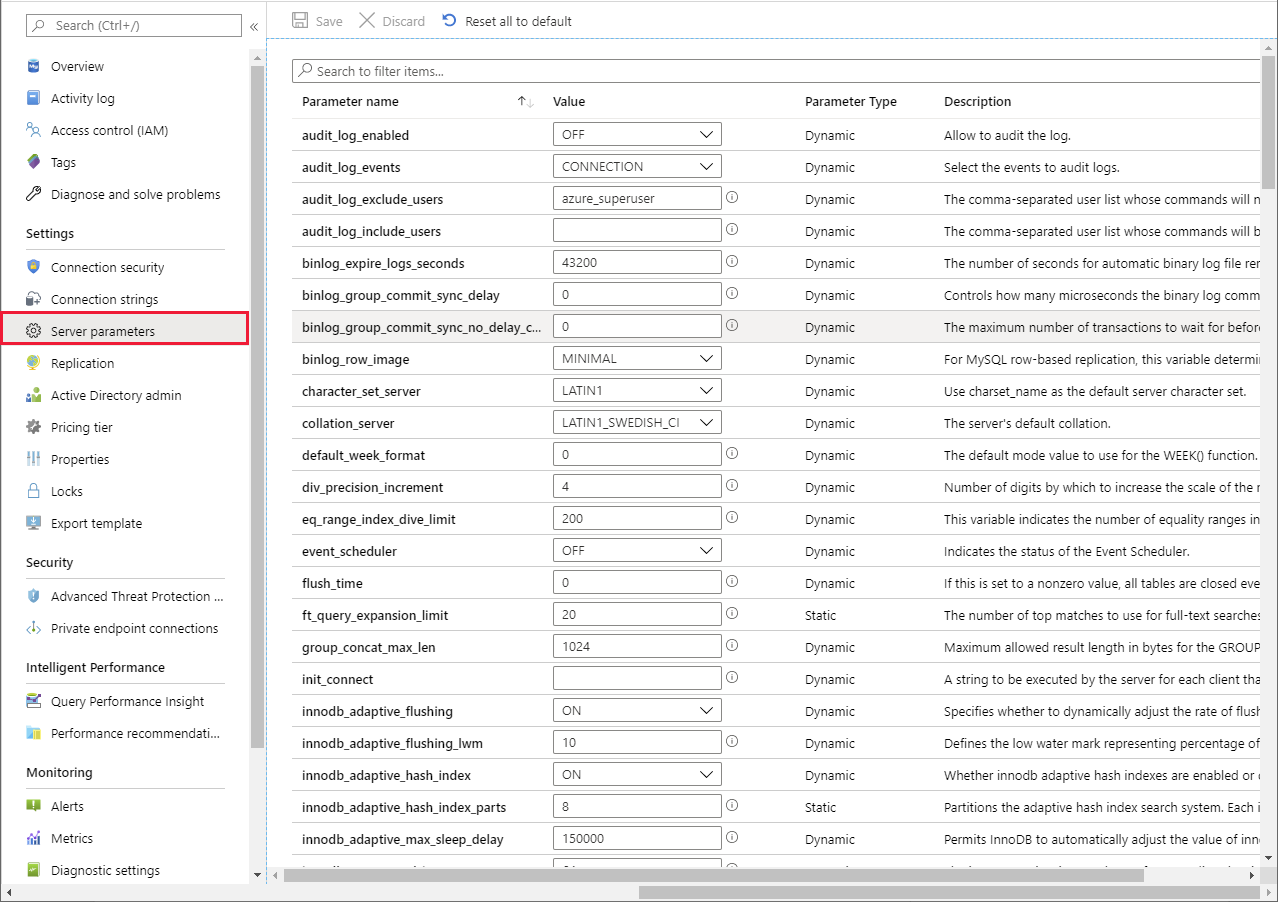 Search (Ctrl+/)
«
Overview
Activity log
Access control (IAM)
Tags
Diagnose and solve problems
Settings
Connection security
Connection strings
Server parameters
Replication
Active Directory admin
Pricing tier
Properties
Locks
Export template
Security
Advanced Threat Protection ...
Private endpoint connections
Intelligent Performance
Query Performance Insight
Performance recommendati...
Monitoring
Alerts
Metrics
Diagnostic settings
Save Discard Reset all to default
Search to filter items...
Parameter name Value Parameter Type Description
audit_log_enabled OFF Dynamic Allow to audit the log.
audit_log_events CONNECTION Dynamic Select the events to audit logs.
audit_log_exclude_users azure_superuser Dynamic The comma-separated user list whose commands will
audit_log_include_users Dynamic The comma-separated user list whose commands will
binlog_expire_logs_seconds 43200 Dynamic The number of seconds for automatic binary log file
binlog_group_commit_sync_delay 0 Dynamic Controls how many microseconds the binary log comm
binlog_group_commit_sync_no_delay_c... 0 Dynamic The maximum number of transactions to wait for before
binlog_row_image MINIMAL Dynamic For MySQL row-based replication, this variable determi
character_set_server LATIN1 Dynamic Use charset_name as the default server character set.
collation_server LATIN1_SWEDISH_CI Dynamic The server's default collation.
default_week_format 0 Dynamic The default mode value to use for the WEEK() function.
div_precision_increment 4 Dynamic Number of digits by which to increase the scale of the
eq_range_index_dive_limit 200 Dynamic This variable indicates the number of equality ranges in
event_scheduler OFF Dynamic Indicates the status of the Event Scheduler.
flush_time 0 Dynamic If this is set to a nonzero value, all tables are closed eve
ft_query_expansion_limit 20 Static The number of top matches to use for full-text searches
group_concat_max_len 1024 Dynamic Maximum allowed result length in bytes for the GROUP
init_connect Dynamic A string to be executed by the server for each client tha
innodb_adaptive_flushing ON Dynamic Specifies whether to dynamically adjust the rate of flush
innodb_adaptive_flushing_lwm 10 Dynamic Defines the low water mark representing percentage of
innodb_adaptive_hash_index ON Dynamic Whether innodb adaptive hash indexes are enabled or
innodb_adaptive_hash_index_parts 8 Static Partitions the adaptive hash index search system. Each i
innodb_adaptive_max_sleep_delay 150000 Dynamic Permits InnoDB to automatically adjust the value of inno